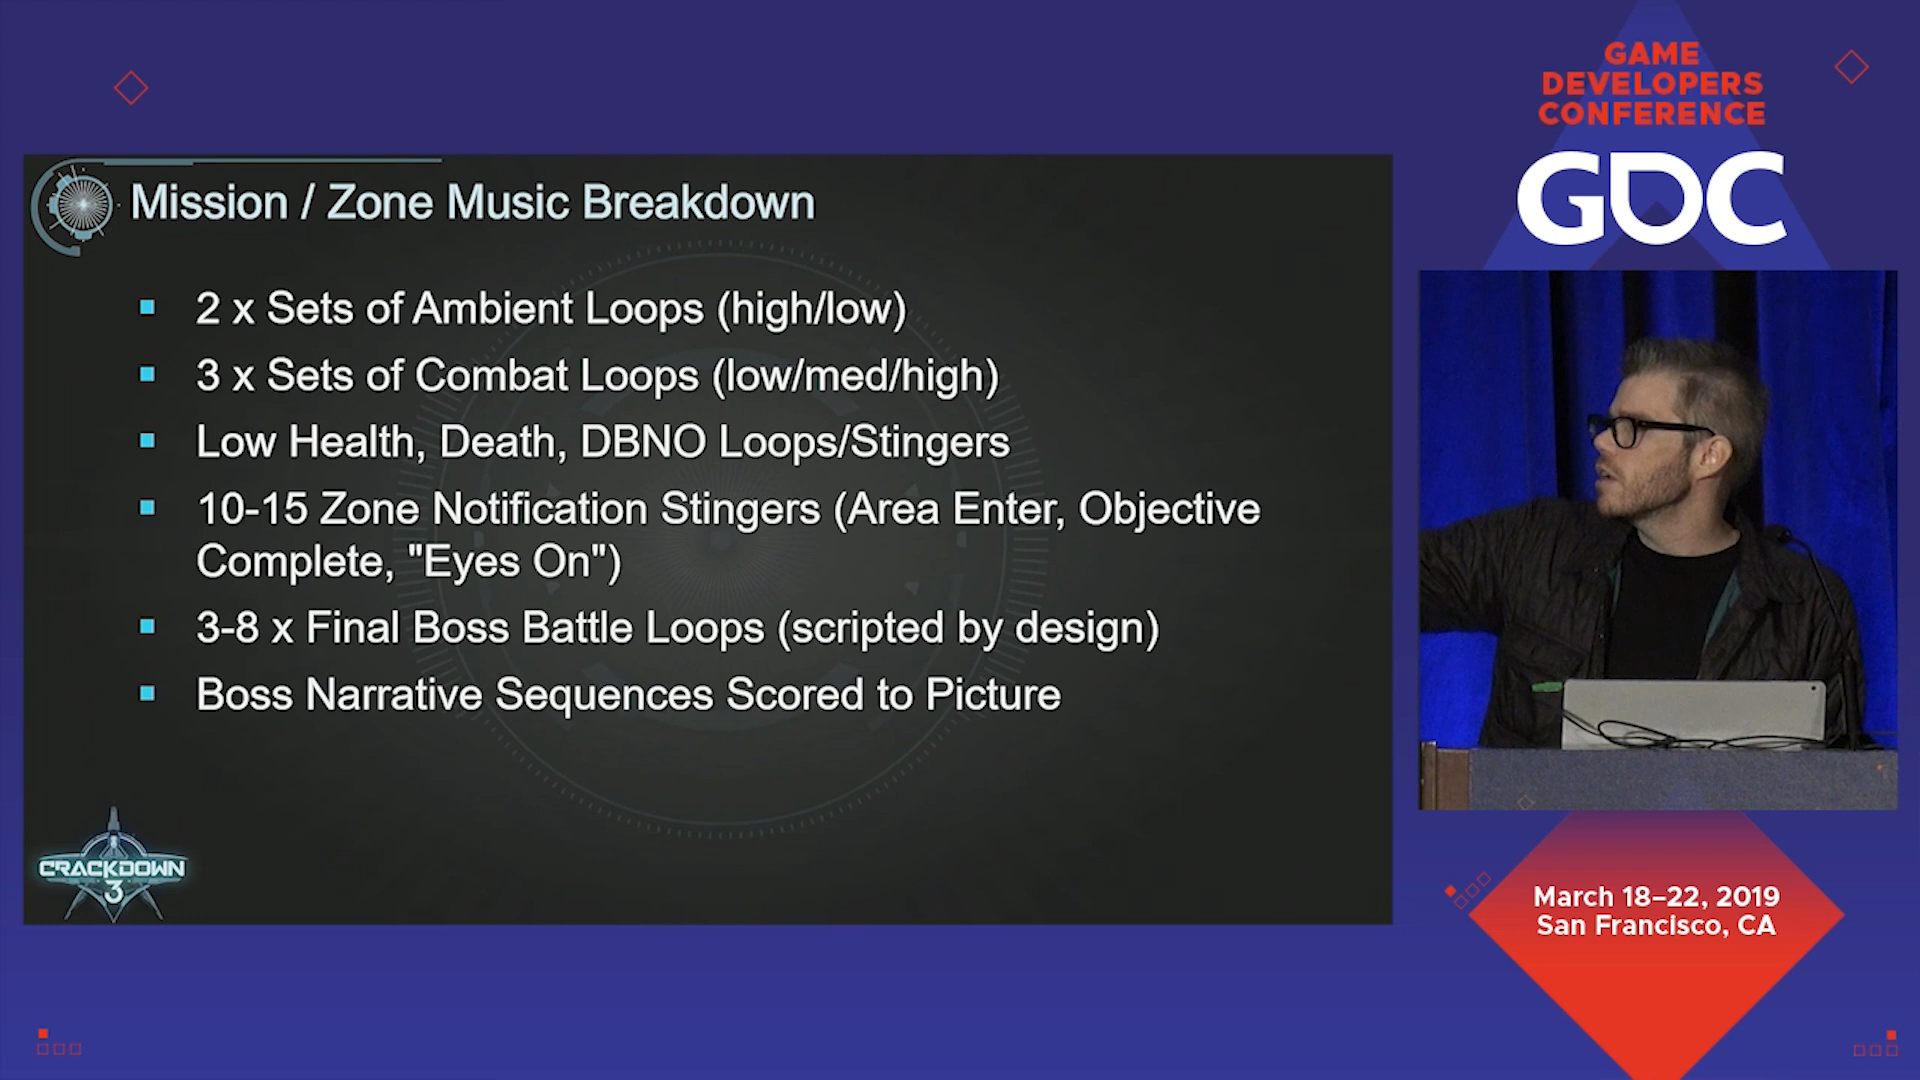 GAME
DEVELOPERS
CONFERENCE
GDC
Mission / Zone Music Breakdown
2 x Sets of Ambient Loops (high/low)
3 x Sets of Combat Loops (low/med/high)
Low Health, Death, DBNO Loops/Stingers
10-15 Zone Notification Stingers (Area Enter, Objective
Complete, "Eyes On")
3-8 x Final Boss Battle Loops (scripted by design)
Boss Narrative Sequences Scored to Picture
CRACKDOWN
3
March 18–22, 2019
San Francisco, CA